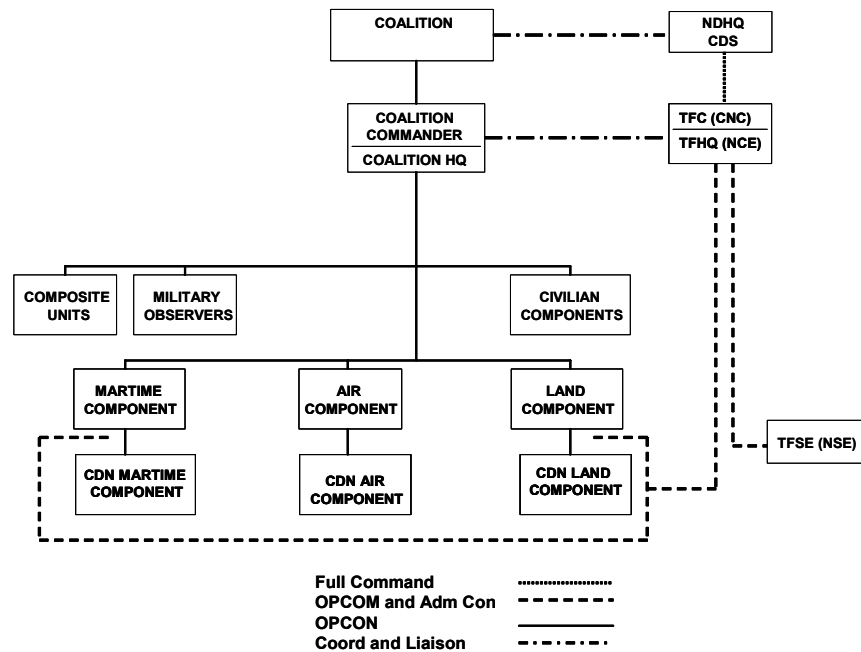 COALITION
NDHQ
CDS
COALITION
COMMANDER
COALITION HQ
TFC (CNC)
TFHQ (NCE)
COMPOSITE
UNITS
MILITARY
OBSERVERS
CIVILIAN
COMPONENTS
MARTIME
COMPONENT
AIR
COMPONENT
LAND
COMPONENT
TFSE (NSE)
CDN MARTIME
COMPONENT
CDN AIR
COMPONENT
CDN LAND
COMPONENT
Full Command
OPCOM and Adm Con
OPCON
Coord and Liaison